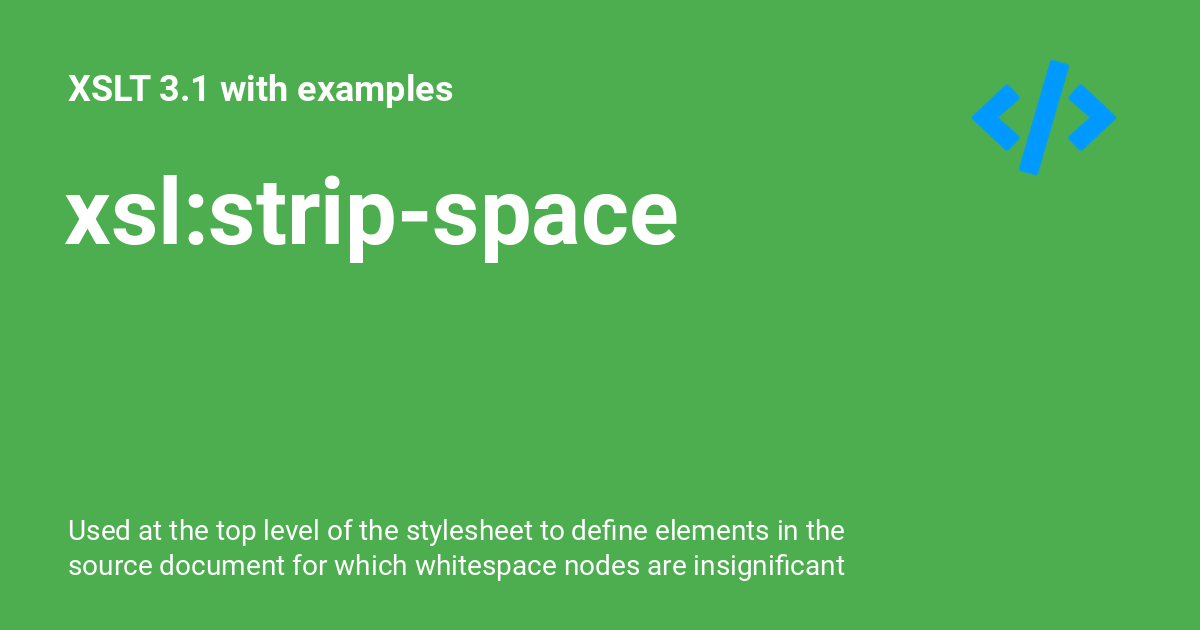 XSLT 3.1 with examples
xsl:strip-space
Used at the top level of the stylesheet to define elements in the
source document for which whitespace nodes are insignificant